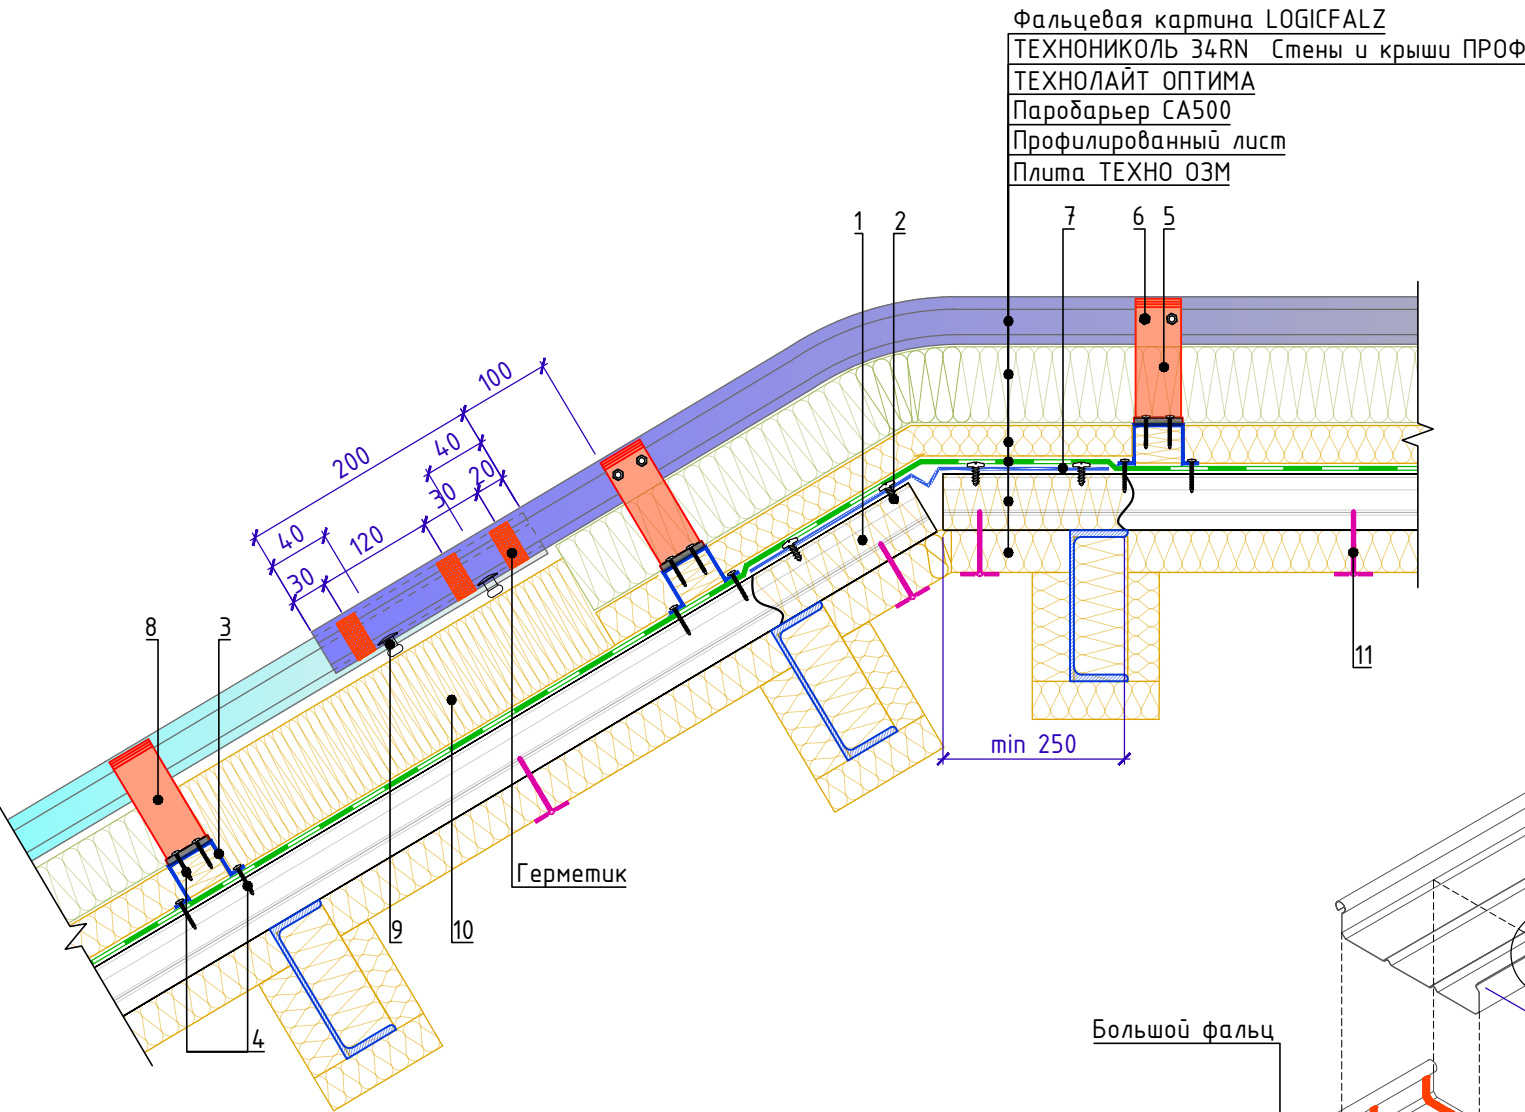 Фальцевая картина LOGICFALZ
ТЕХНОНИКОЛЬ 34RN Стены и крыши ПРОФ
ТЕХНОЛАЙТ ОПТИМА
Паробарьер СА500
Профилированный лист
Плита ТЕХНО ОЗМ
1
2
7
6
5
100
200
40
20
30
120
40
30
8
3
11
min 250
Герметик
9
10
4
Большой фальц